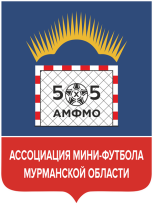 5 5
АМФМО
АССОЦИАЦИЯ МИНИ-ФУТБОЛА
МУРМАНСКОЙ ОБЛАСТИ